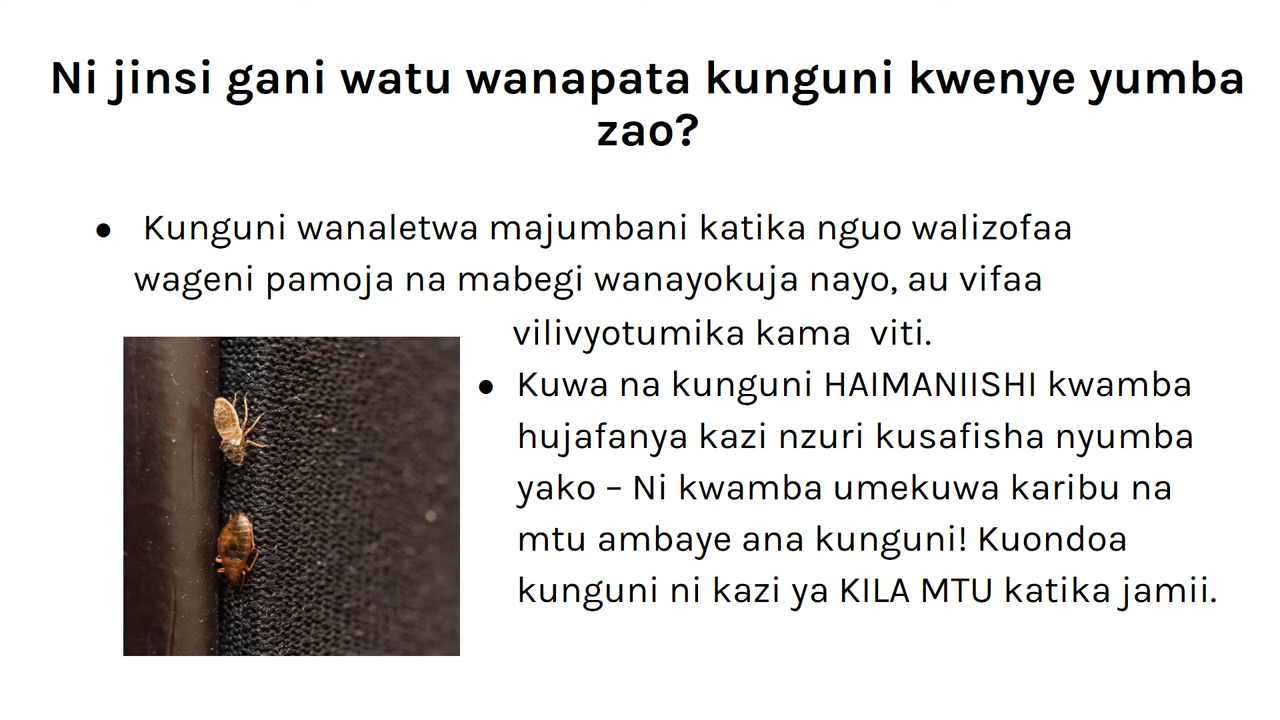 Ni jinsi gani watu wanapata kunguni kwenye yumba
zao?
● Kunguni wanaletwa majumbani katika nguo walizofaa
wageni pamoja na mabegi wanayokuja nayo, au vifaa
vilivyotumika kama viti.
● Kuwa na kunguni HAIMANIISHI kwamba
hujafanya kazi nzuri kusafisha nyumba
yako – Ni kwamba umekuwa karibu na
mtu ambaye ana kunguni! Kuondoa
kunguni ni kazi ya KILA MTU katika jamii.